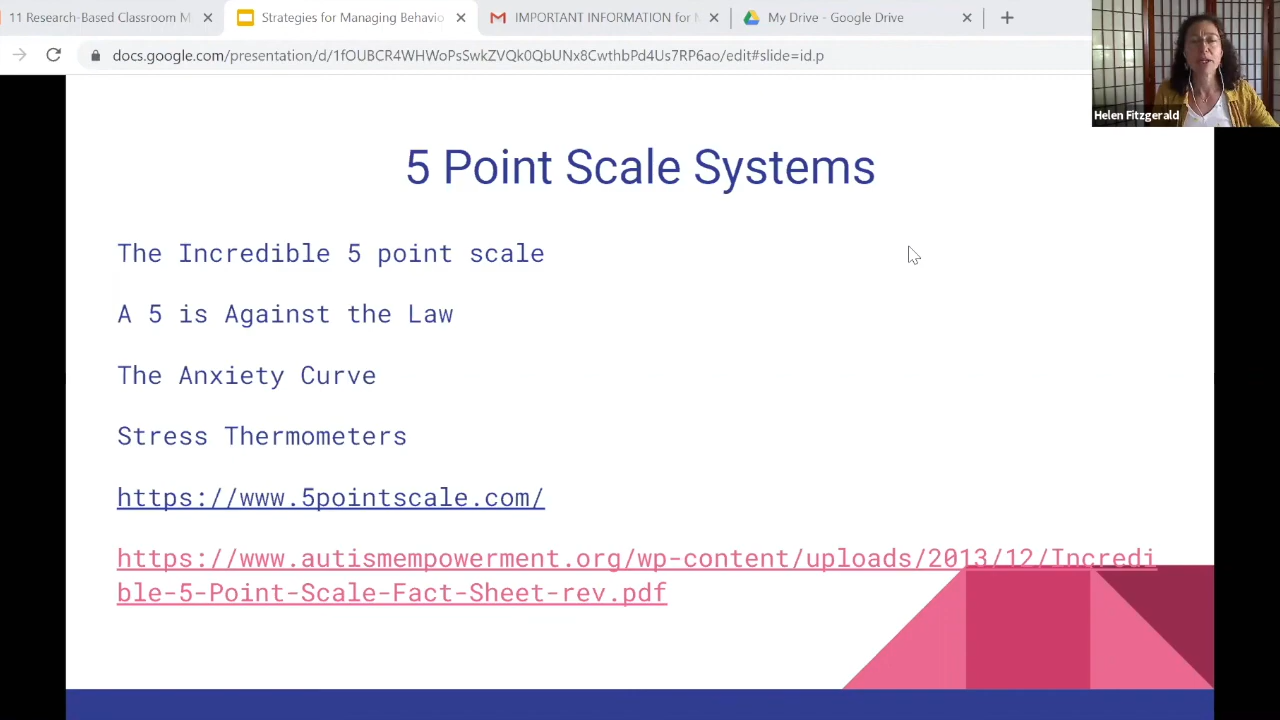 11 Research-Based Classroom M
Strategies for Managing Behavio
IMPORTANT INFORMATION for M
My Drive - Google Drive
docs.google.com/presentation/d/1fOUBCR4WHWoPsSwkZVQk0QbUNx8CwthbPd4Us7RP6ao/edit#slide=id.p
Helen Fitzgerald
5 Point Scale Systems
The Incredible 5 point scale
A 5 is Against the Law
The Anxiety Curve
Stress Thermometers
https://www.5pointscale.com/
https://www.autismempowerment.org/wp-content/uploads/2013/12/Incredi
ble-5-Point-Scale-Fact-Sheet-rev.pdf